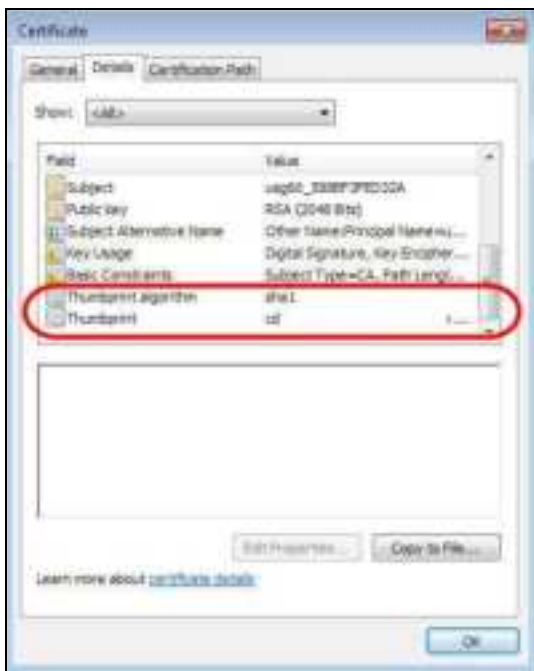 Certificate
General Details Certification Path
Show: <All>
Field Value
Subject
Public key RSA (2048 Bits)
Subject Alternative Name Other Name:Principal Name=u...
Key Usage Digital Signature, Key Encipher...
Basic Constraints Subject Type=CA, Path Lengt...
Thumbprint algorithm sha1
Thumbprint cd
Edit Properties... Copy to File...
Learn more about certificate details
OK